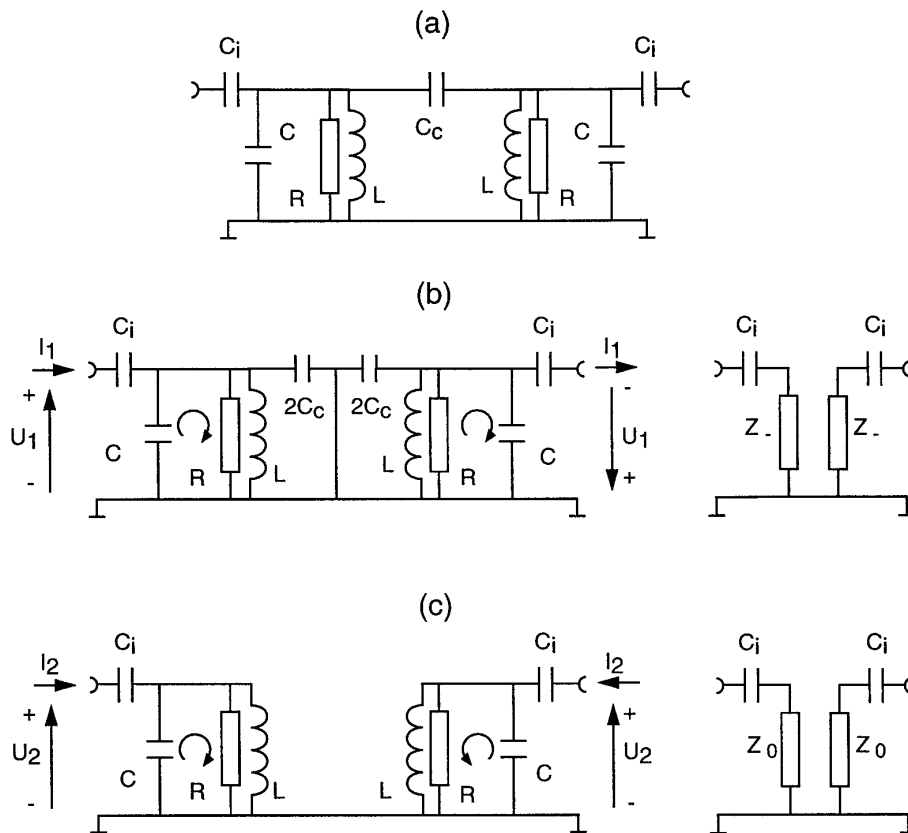 (a)
Ci Ci
C Cc C
R L L R
(b)
Ci Ci Ci Ci
I1 I1
+ 2Cc 2Cc -
U1 C R L L R C U1 Z- Z-
- +
(c)
Ci Ci Ci Ci
I2 I2
+ +
U2 C R L L R C U2 Z0 Z0
- -